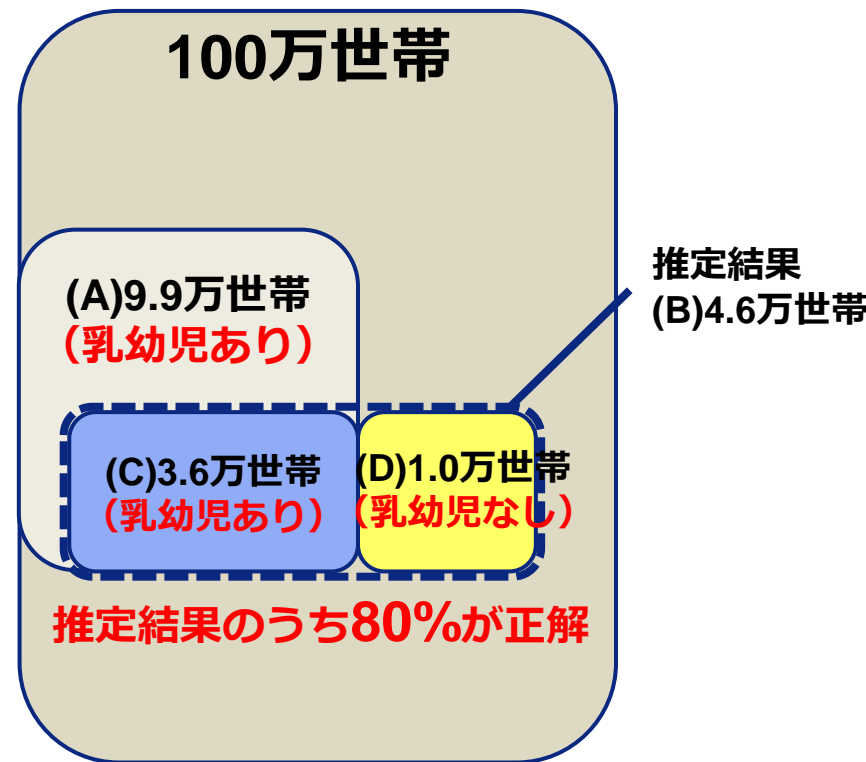 100万世帯
(A)9.9万世帯
（乳幼児あり）
推定結果
(B)4.6万世帯
(C)3.6万世帯
（乳幼児あり）
(D)1.0万世帯
（乳幼児なし）
推定結果のうち80%が正解